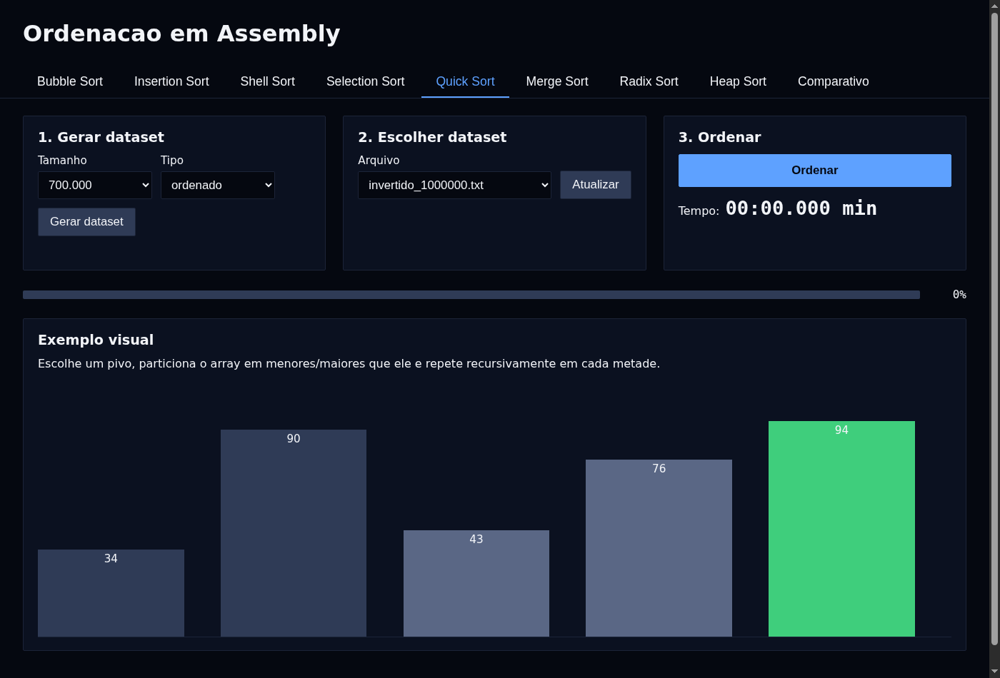 Ordenacao em Assembly
Bubble Sort Insertion Sort Shell Sort Selection Sort Quick Sort Merge Sort Radix Sort Heap Sort Comparativo
1. Gerar dataset
Tamanho Tipo
700.000 ordenado
Gerar dataset
2. Escolher dataset
Arquivo
invertido_1000000.txt Atualizar
3. Ordenar
Ordenar
Tempo: 00:00.000 min
0%
Exemplo visual
Escolhe um pivo, particiona o array em menores/maiores que ele e repete recursivamente em cada metade.
34 90 43 76 94